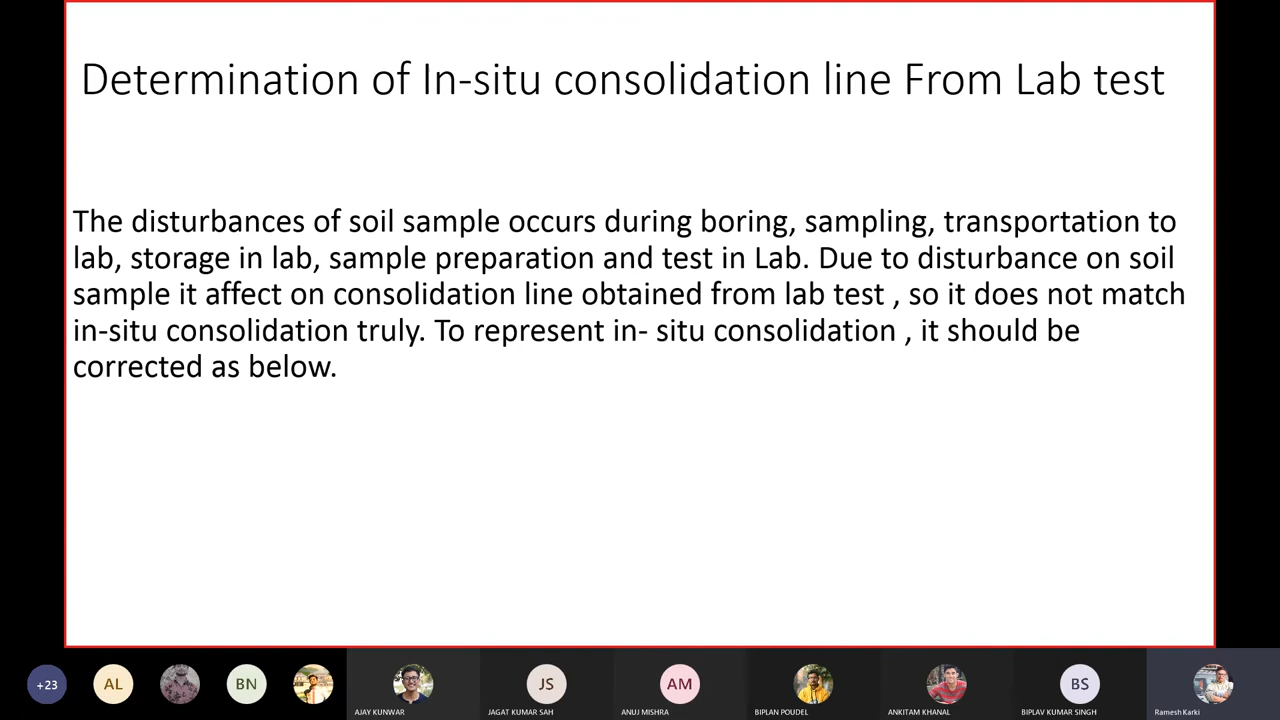 Determination of In-situ consolidation line From Lab test
The disturbances of soil sample occurs during boring, sampling, transportation to
lab, storage in lab, sample preparation and test in Lab. Due to disturbance on soil
sample it affect on consolidation line obtained from lab test , so it does not match
in-situ consolidation truly. To represent in- situ consolidation , it should be
corrected as below.
+23
AL
BN
JS
AM
BS
AJAY KUNWAR
JAGAT KUMAR SAH
ANUJ MISHRA
BIPLAN POUDEL
ANKITAM KHANAL
BIPLAV KUMAR SINGH
Ramesh Karki